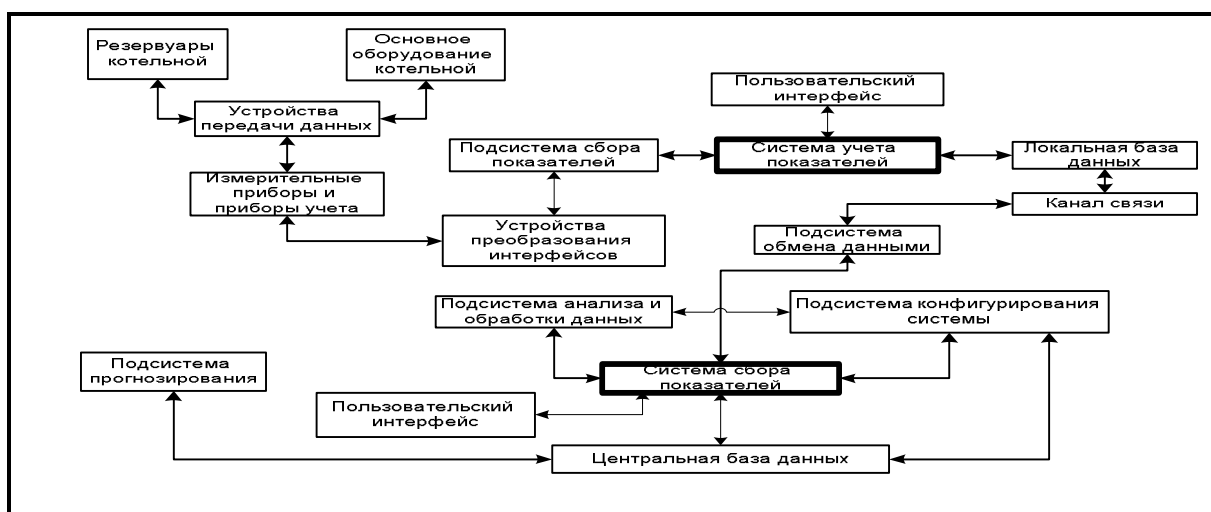 Резервуары
котельной
Основное
оборудование
котельной
Устройства
передачи данных
Измерительные
приборы и
приборы учета
Пользовательский
интерфейс
Подсистема сбора
показателей
Система учета
показателей
Локальная база
данных
Канал связи
Устройства
преобразования
интерфейсов
Подсистема
обмена данными
Подсистема анализа и
обработки данных
Подсистема конфигурирования
системы
Подсистема
прогнозирования
Система сбора
показателей
Пользовательский
интерфейс
Центральная база данных